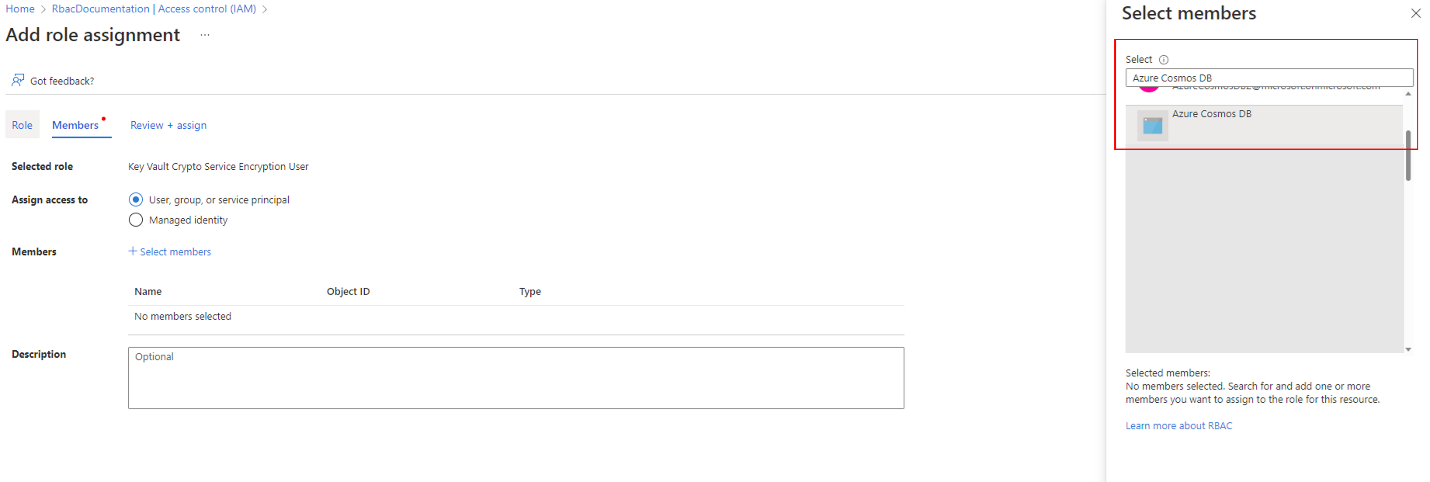 Home > RbacDocumentation | Access control (IAM) >
Add role assignment ...
Got feedback?
Role Members Review + assign
Selected role Key Vault Crypto Service Encryption User
Assign access to User, group, or service principal
Managed identity
Members + Select members
Name Object ID Type
No members selected
Description Optional
Select members
Select
Azure Cosmos DB
Azure Cosmos DB
Selected members:
No members selected. Search for and add one or more
members you want to assign to the role for this resource.
Learn more about RBAC